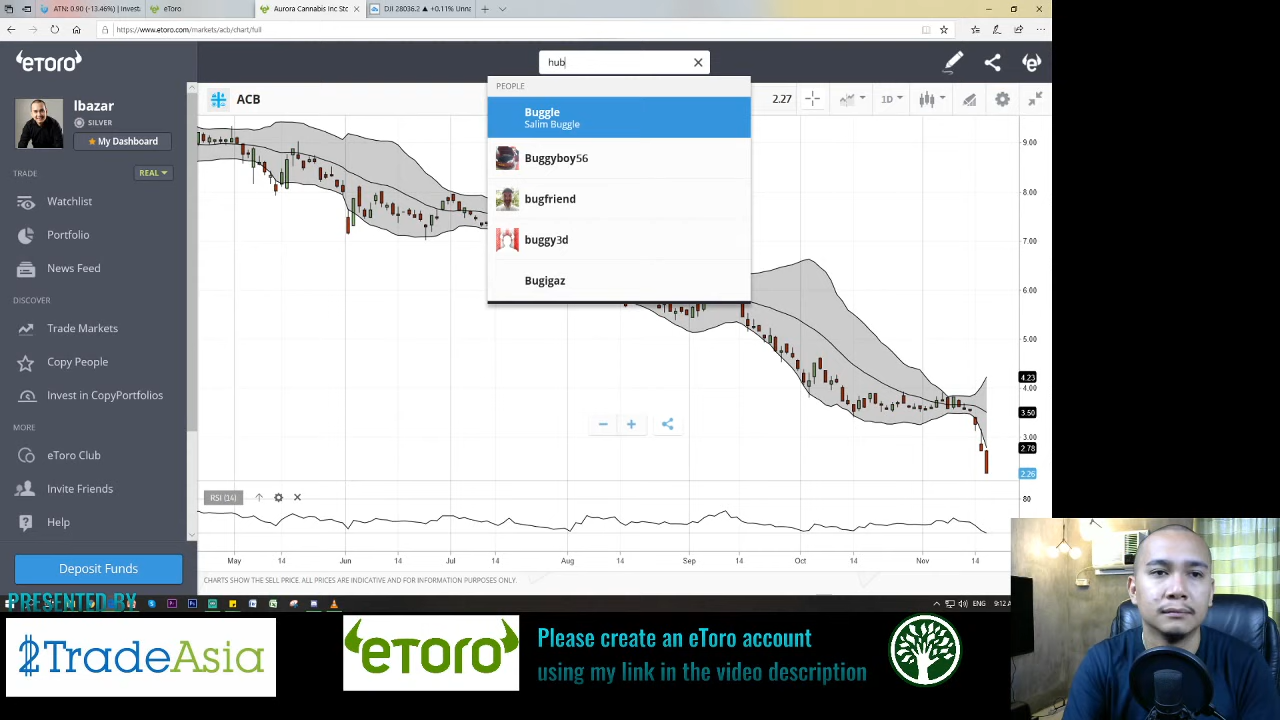 ATN: 0.90 (-13.46%) | Invest
eToro
Aurora Cannabis Inc Sto
DJI 28036.2 ▲ +0.11% Unna
https://www.etoro.com/markets/acb/chart/full
eToro
hub
lbazar
SILVER
My Dashboard
TRADE
REAL
Watchlist
Portfolio
News Feed
DISCOVER
Trade Markets
Copy People
Invest in CopyPortfolios
MORE
eToro Club
Invite Friends
Help
Deposit Funds
ACB
2.27
1D
PEOPLE
Buggle
Salim Buggle
Buggyboy56
bugfriend
buggy3d
Bugigaz
9.00
8.00
7.00
6.00
5.00
4.23
4.00
3.50
3.00
2.78
2.26
RSI (14)
80
May 14 Jun 14 Jul 14 Aug 14 Sep 14 Oct 14 Nov 14
CHARTS SHOW THE SELL PRICE. ALL PRICES ARE INDICATIVE AND FOR INFORMATION PURPOSES ONLY.
ENG
9:12
PRESENTED BY
TradeAsia
eToro
Please create an eToro account
using my link in the video description